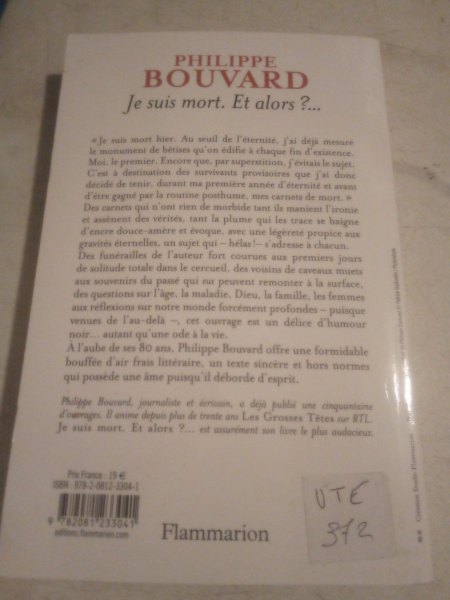 PHILIPPE
BOUVARD
Je suis mort. Et alors ?...
« Je suis mort hier. Au seuil de l'éternité, j'ai déjà mesuré
le monument de bêtises qu'on édifie à chaque fin d'existence.
Moi, le premier. Encore que, par superstition, j'évitais le sujet.
C'est à destination des survivants provisoires que j'ai donc
décidé de tenir, durant ma première année d'éternité et avant
d'être gagné par la routine posthume, mes carnets de mort. »
Des carnets qui n'ont rien de morbide tant ils manient l'ironie
et assènent des vérités, tant la plume qui les trace se baigne
d'encre douce-amère et évoque, avec une légèreté propice aux
gravités éternelles, un sujet qui – hélas !– s'adresse à chacun.
Des funérailles de l'auteur fort courues aux premiers jours
de solitude totale dans le cercueil, des voisins de caveaux muets
aux souvenirs du passé qui eux peuvent remonter à la surface,
des questions sur l'âge, la maladie, Dieu, la famille, les femmes
aux réflexions sur notre monde forcément profondes – puisque
venues de l'au-delà –, cet ouvrage est un délice d'humour
noir... autant qu'une ode à la vie.
À l'aube de ses 80 ans, Philippe Bouvard offre une formidable
bouffée d'air frais littéraire, un texte sincère et hors normes
qui possède une âme puisqu'il déborde d'esprit.
Philippe Bouvard, journaliste et écrivain, a déjà publié une cinquantaine
d'ouvrages. Il anime depuis plus de trente ans Les Grosses Têtes sur RTL.
Je suis mort. Et alors ?... est assurément son livre le plus audacieux.
Prix France : 19 €
ISBN : 978-2-0812-3304-1
9 782081 233041
editions.flammarion.com
Flammarion
UTE
372